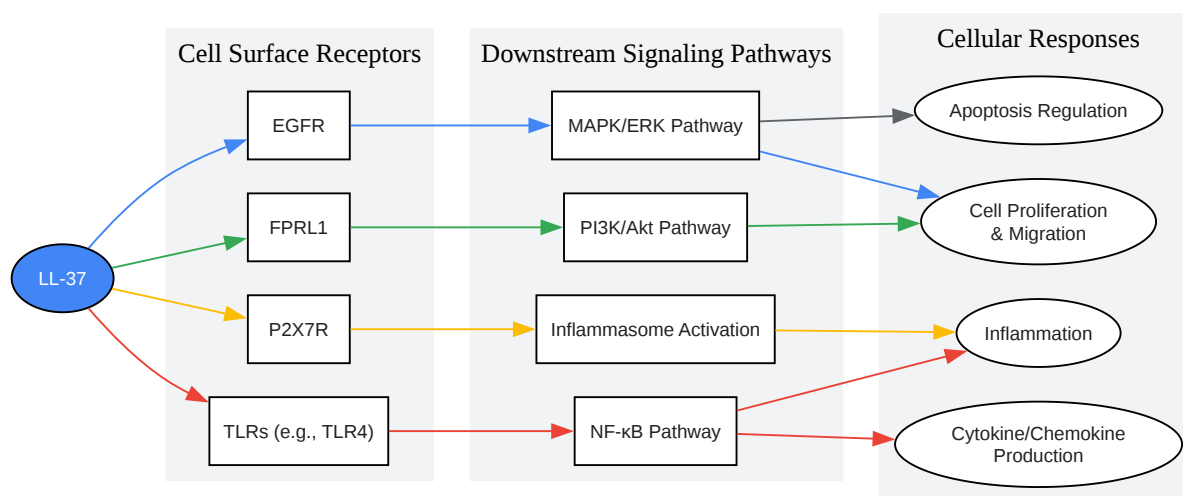 Cell Surface Receptors
Downstream Signaling Pathways
Cellular Responses
LL-37
EGFR
FPRL1
P2X7R
TLRs (e.g., TLR4)
MAPK/ERK Pathway
PI3K/Akt Pathway
Inflammasome Activation
NF-κB Pathway
Apoptosis Regulation
Cell Proliferation
& Migration
Inflammation
Cytokine/Chemokine
Production